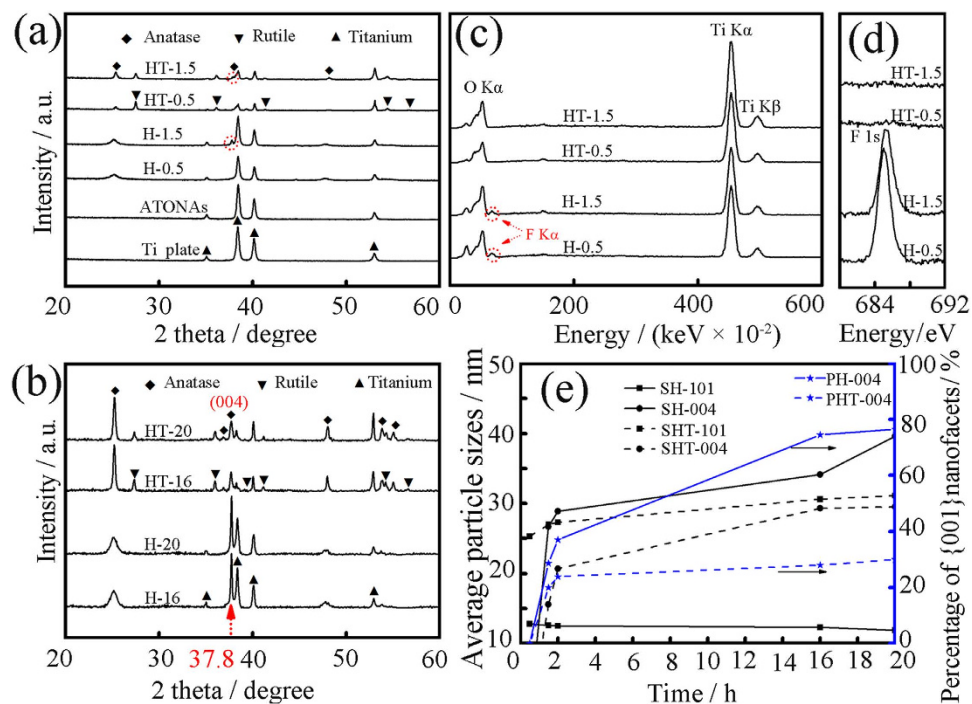 (a)
◆ Anatase ▼ Rutile ▲ Titanium
HT-1.5
HT-0.5
H-1.5
H-0.5
ATONAs
Ti plate
Intensity / a.u.
20 30 40 50 60
2 theta / degree
(c)
Ti Kα
O Kα
Ti Kβ
HT-1.5
HT-0.5
H-1.5
F Kα
H-0.5
0 200 400 600
Energy / (keV × 10⁻²)
(d)
HT-1.5
HT-0.5
F 1s
H-1.5
H-0.5
684 692
Energy/eV
(b)
◆ Anatase ▼ Rutile ▲ Titanium
(004)
HT-20
HT-16
H-20
H-16
37.8
Intensity / a.u.
20 30 40 50 60
2 theta / degree
(e)
SH-101
SH-004
SHT-101
SHT-004
PH-004
PHT-004
Average particle sizes / nm
50
40
30
20
10
Percentage of {001}nanofacets/ %
100
80
60
40
20
0
0 2 4 6 8 10 12 14 16 18 20
Time / h